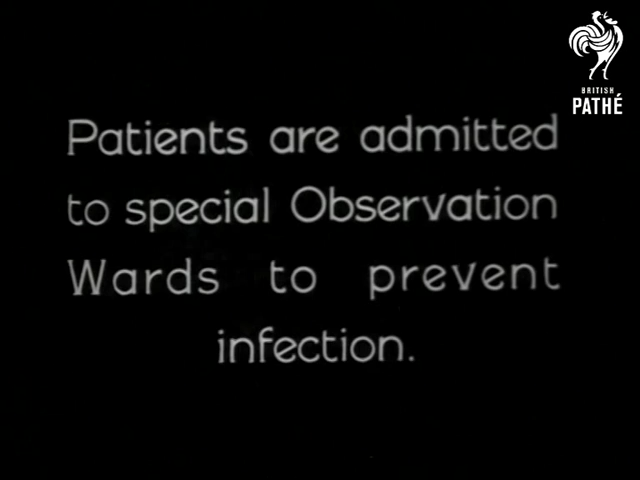 BRITISH
PATHÉ
Patients are admitted
to special Observation
Wards to prevent
infection.